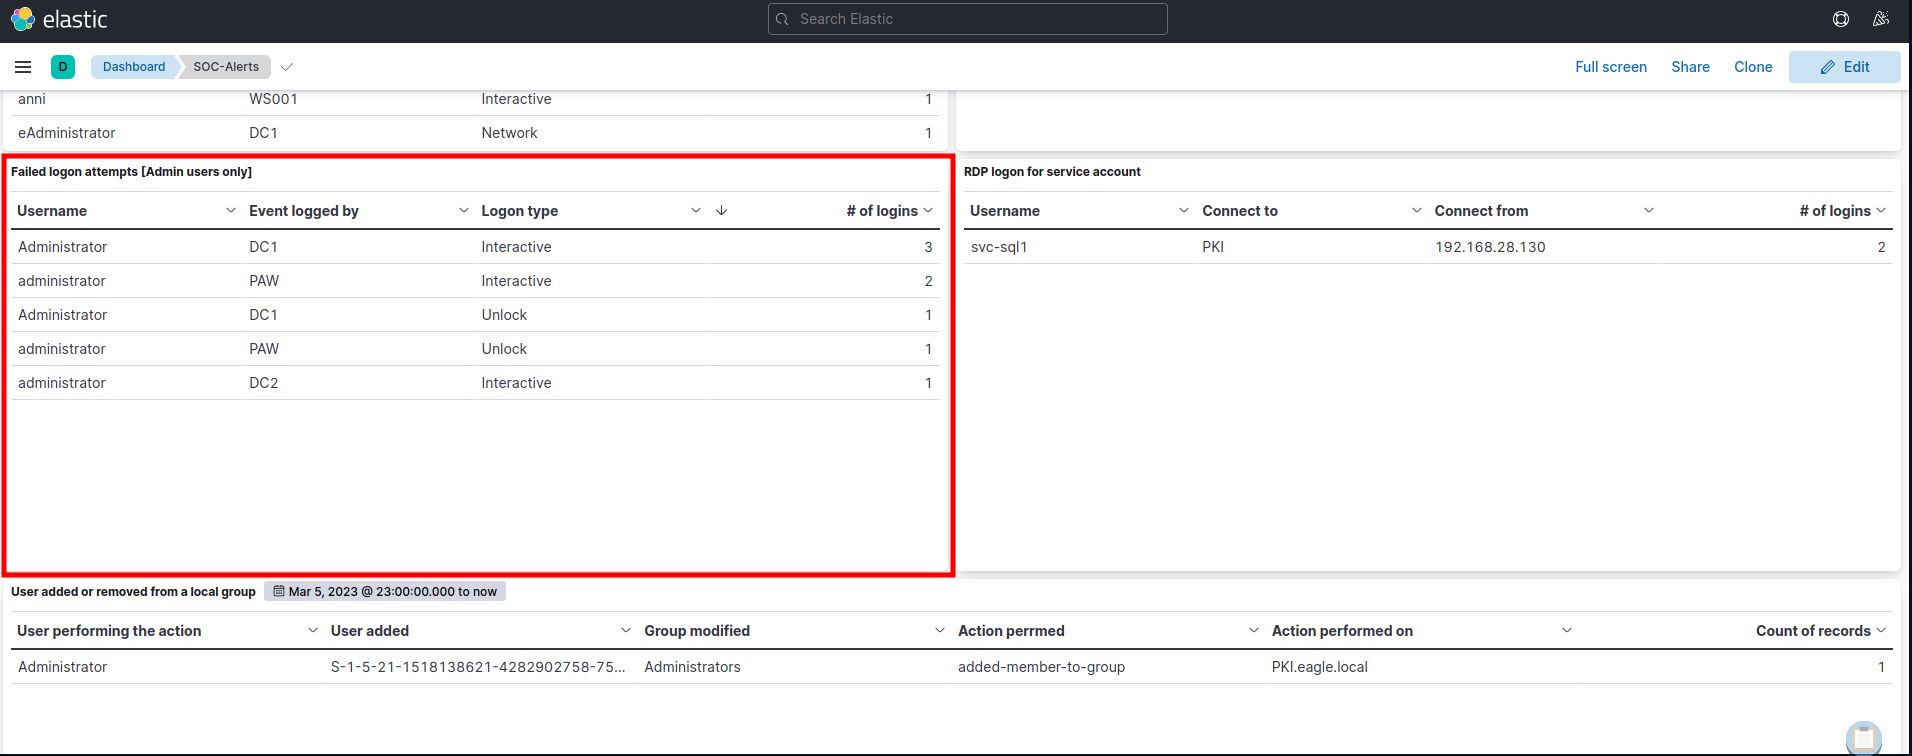 elastic
Search Elastic
D Dashboard SOC-Alerts Full screen Share Clone Edit
anni WS001 Interactive 1
eAdministrator DC1 Network 1
Failed logon attempts [Admin users only]
Username Event logged by Logon type # of logins
Administrator DC1 Interactive 3
administrator PAW Interactive 2
Administrator DC1 Unlock 1
administrator PAW Unlock 1
administrator DC2 Interactive 1
RDP logon for service account
Username Connect to Connect from # of logins
svc-sql1 PKI 192.168.28.130 2
User added or removed from a local group Mar 5, 2023 @ 23:00:00.000 to now
User performing the action User added Group modified Action perrmed Action performed on Count of records
Administrator S-1-5-21-1518138621-4282902758-75... Administrators added-member-to-group PKI.eagle.local 1